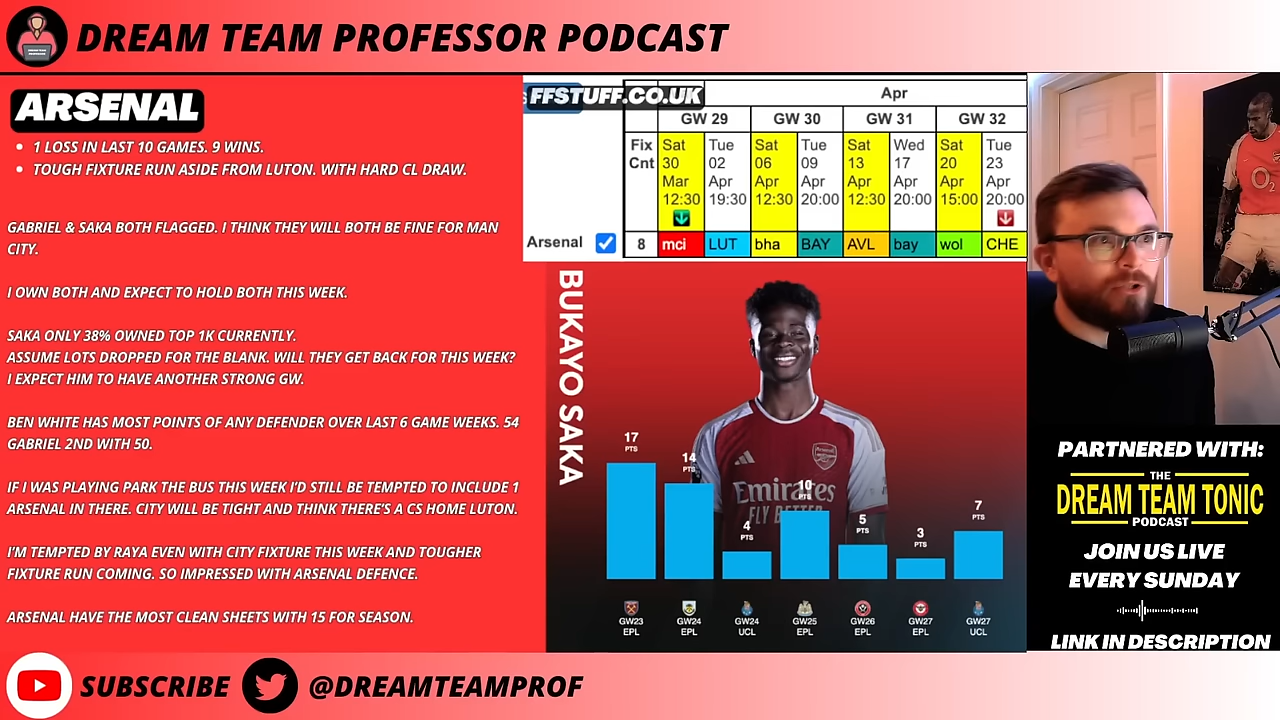 DREAM TEAM PROFESSOR PODCAST
ARSENAL
1 LOSS IN LAST 10 GAMES. 9 WINS.
TOUGH FIXTURE RUN ASIDE FROM LUTON. WITH HARD CL DRAW.
GABRIEL & SAKA BOTH FLAGGED. I THINK THEY WILL BOTH BE FINE FOR MAN
CITY.
I OWN BOTH AND EXPECT TO HOLD BOTH THIS WEEK.
SAKA ONLY 38% OWNED TOP 1K CURRENTLY.
ASSUME LOTS DROPPED FOR THE BLANK. WILL THEY GET BACK FOR THIS WEEK?
I EXPECT HIM TO HAVE ANOTHER STRONG GW.
BEN WHITE HAS MOST POINTS OF ANY DEFENDER OVER LAST 6 GAME WEEKS. 54
GABRIEL 2ND WITH 50.
IF I WAS PLAYING PARK THE BUS THIS WEEK I'D STILL BE TEMPTED TO INCLUDE 1
ARSENAL IN THERE. CITY WILL BE TIGHT AND THINK THERE'S A CS HOME LUTON.
I'M TEMPTED BY RAYA EVEN WITH CITY FIXTURE THIS WEEK AND TOUGHER
FIXTURE RUN COMING. SO IMPRESSED WITH ARSENAL DEFENCE.
ARSENAL HAVE THE MOST CLEAN SHEETS WITH 15 FOR SEASON.
FFSTUFF.CO.UK
Apr
GW 29 GW 30 GW 31 GW 32
Fix Sat Tue Sat Tue Sat Wed Sat Tue
Cnt 30 02 06 09 13 17 20 23
Mar Apr Apr Apr Apr Apr Apr Apr
12:30 19:30 12:30 20:00 12:30 20:00 15:00 20:00
Arsenal 8 mci LUT bha BAY AVL bay wol CHE
BUKAYO SAKA
17 14 4 10 5 3 7
PTS PTS PTS PTS PTS PTS PTS
Emirates
FLY BETTER
GW23 GW24 GW24 GW25 GW26 GW27 GW27
EPL EPL UCL EPL EPL EPL UCL
O2
PARTNERED WITH:
THE
DREAM TEAM TONIC
PODCAST
JOIN US LIVE
EVERY SUNDAY
LINK IN DESCRIPTION
SUBSCRIBE @DREAMTEAMPROF